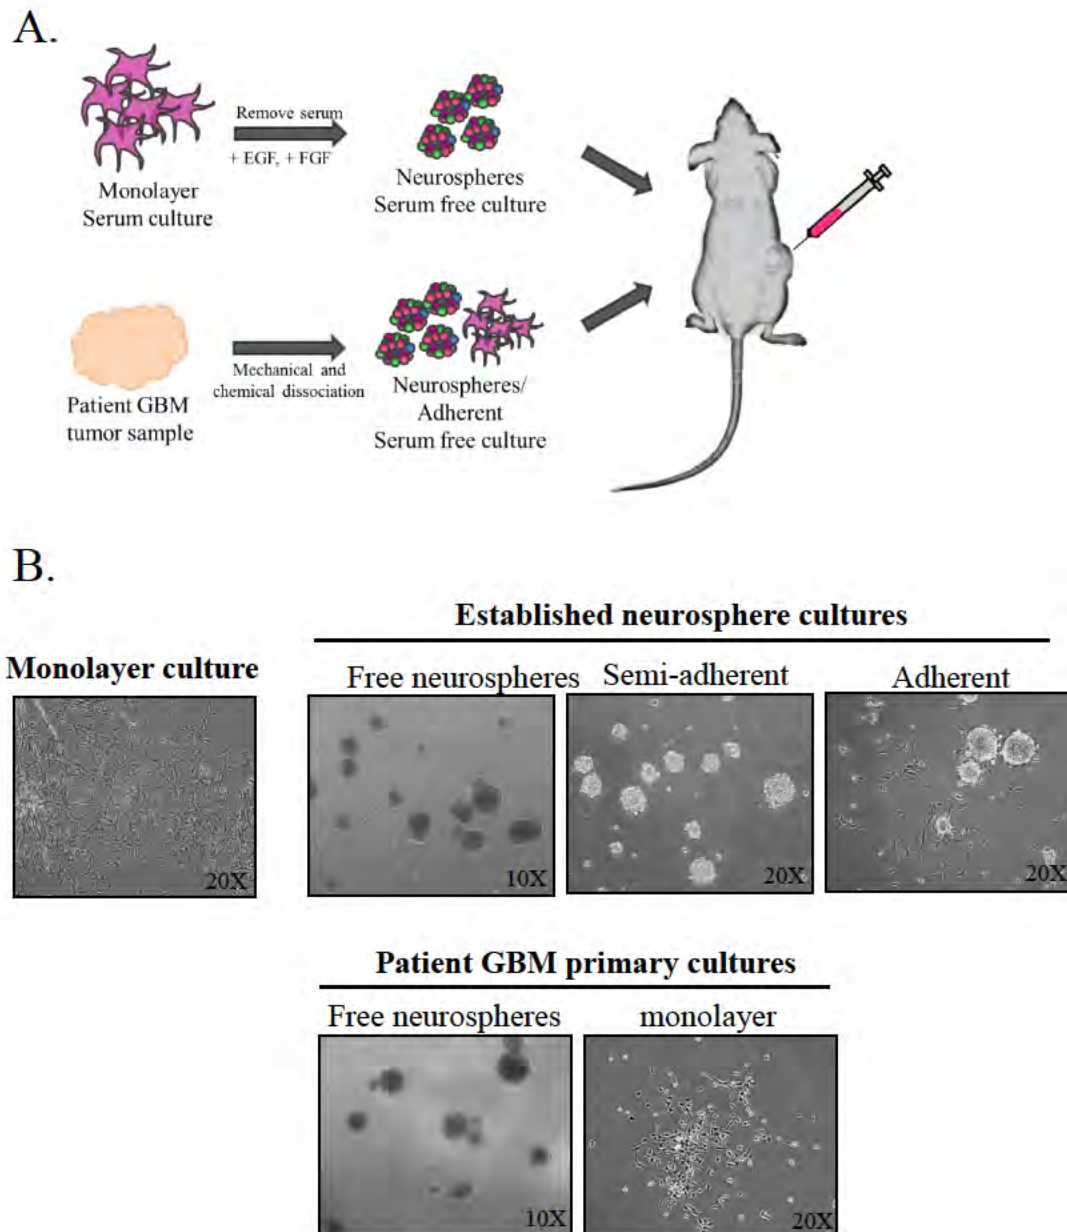 A.
Remove serum
+ EGF, + FGF
Monolayer
Serum culture
Neurospheres
Serum free culture
Mechanical and
chemical dissociation
Patient GBM
tumor sample
Neurospheres/
Adherent
Serum free culture
B.
Established neurosphere cultures
Monolayer culture
Free neurospheres
Semi-adherent
Adherent
20X
10X
20X
20X
Patient GBM primary cultures
Free neurospheres
monolayer
10X
20X